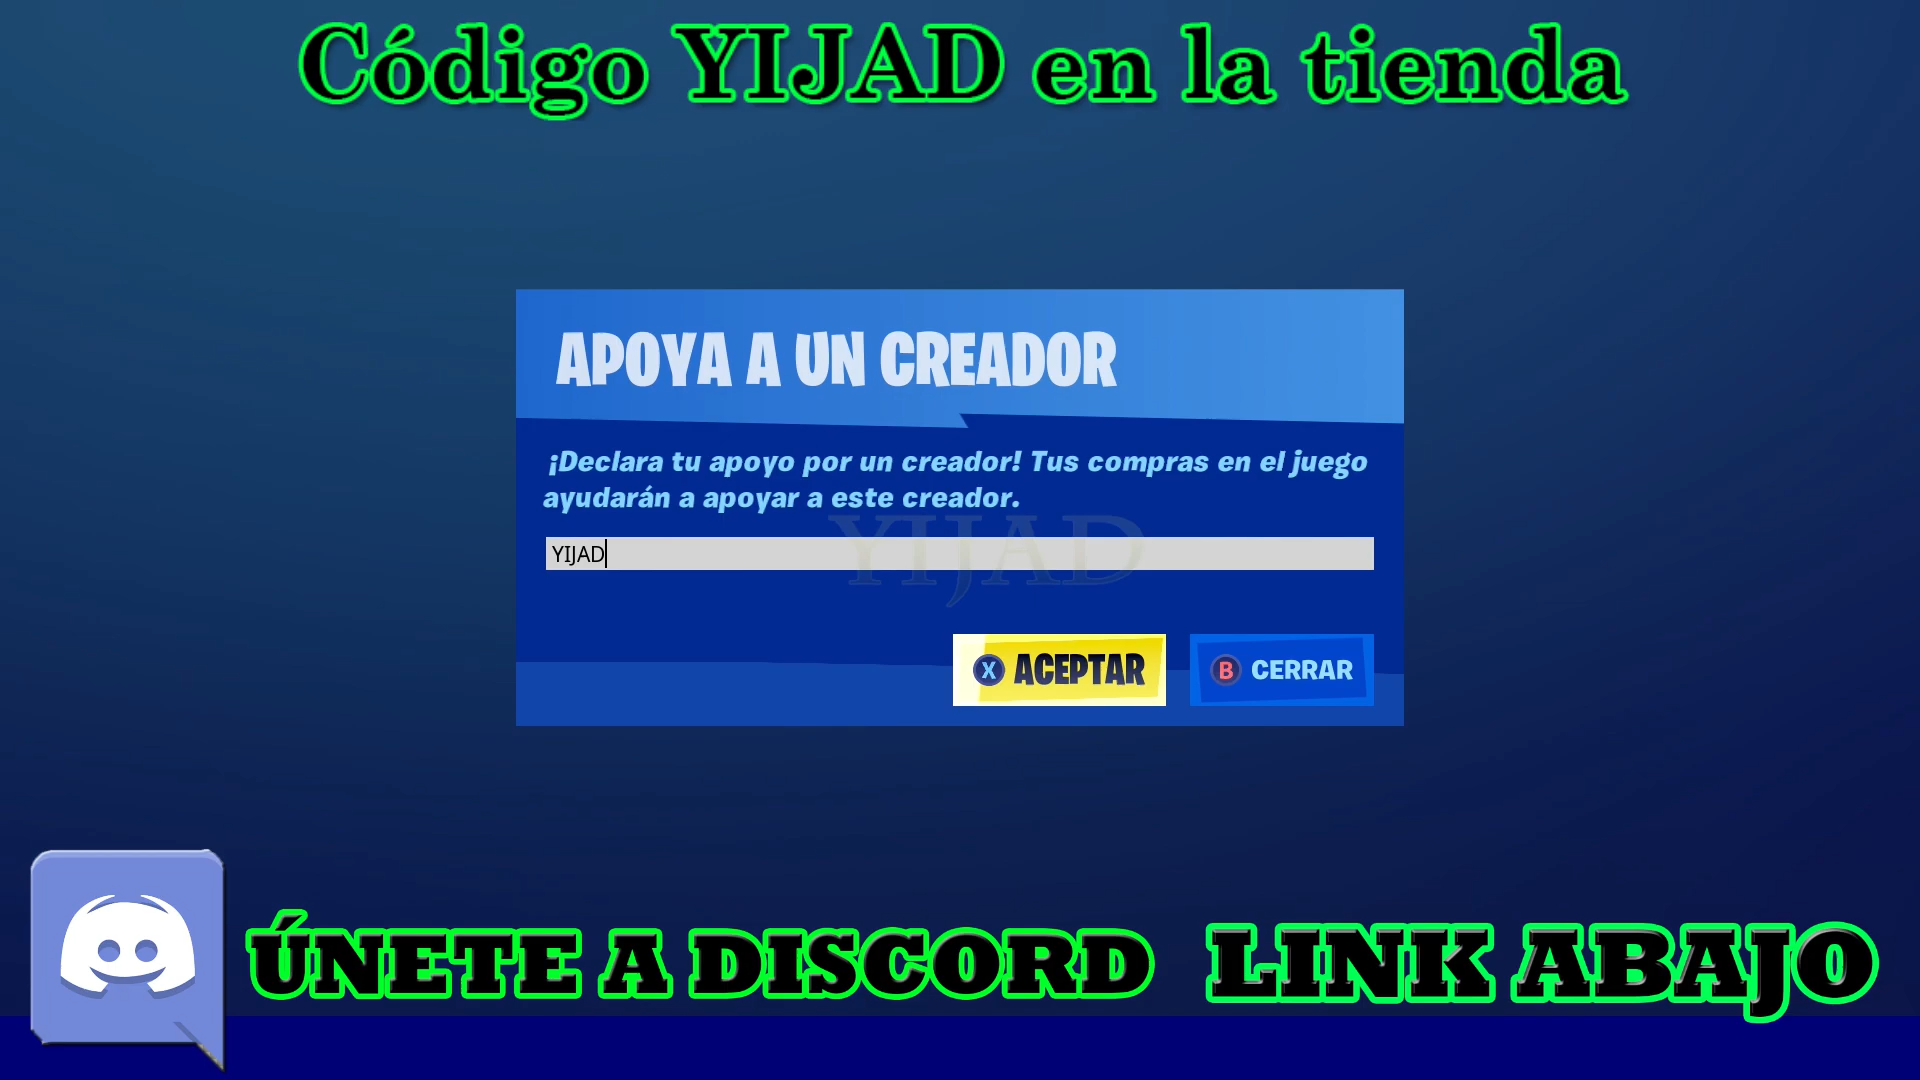 Código YIJAD en la tienda
APOYA A UN CREADOR
¡Declara tu apoyo por un creador! Tus compras en el juego
ayudarán a apoyar a este creador.
YIJAD
YIJAD
X ACEPTAR
B CERRAR
ÚNETE A DISCORD LINK ABAJO